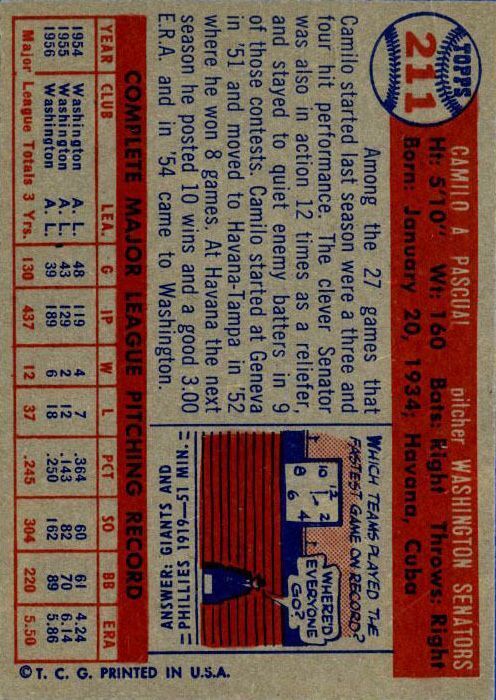 TOPPS
211
CAMILO A PASCUAL pitcher WASHINGTON SENATORS
Ht: 5'10" Wt: 160 Bats: Right Throws: Right
Born: January 20, 1934; Havana, Cuba
Among the 27 games that
Camilo started last season were a three and
four hit performance. The clever Senator
was also in action 12 times as a reliefer,
and stayed to quiet enemy batters in 9
of those contests. Camilo started at Geneva
in '51 and moved to Havana-Tampa in '52
where he won 8 games. At Havana the next
season he posted 10 wins and a good 3.00
E.R.A. and in '54 came to Washington.
WHICH TEAMS PLAYED THE
FASTEST GAME ON RECORD?
12
10 2
8 4
6
WHERE'D
EVERYONE
GO?
ANSWER: GIANTS AND
PHILLIES 1919-51 MIN.
COMPLETE MAJOR LEAGUE PITCHING RECORD
YEAR CLUB LEA. G IP W L PCT SO BB ERA
1954 Washington A. L. 48 119 4 7 .364 60 61 4.24
1955 Washington A. L. 43 129 2 12 .143 82 70 6.14
1956 Washington A. L. 39 189 6 18 .250 162 89 5.86
Major League Totals 3 Yrs. 130 437 12 37 .245 304 220 5.50
© T. C. G. PRINTED IN U.S.A.